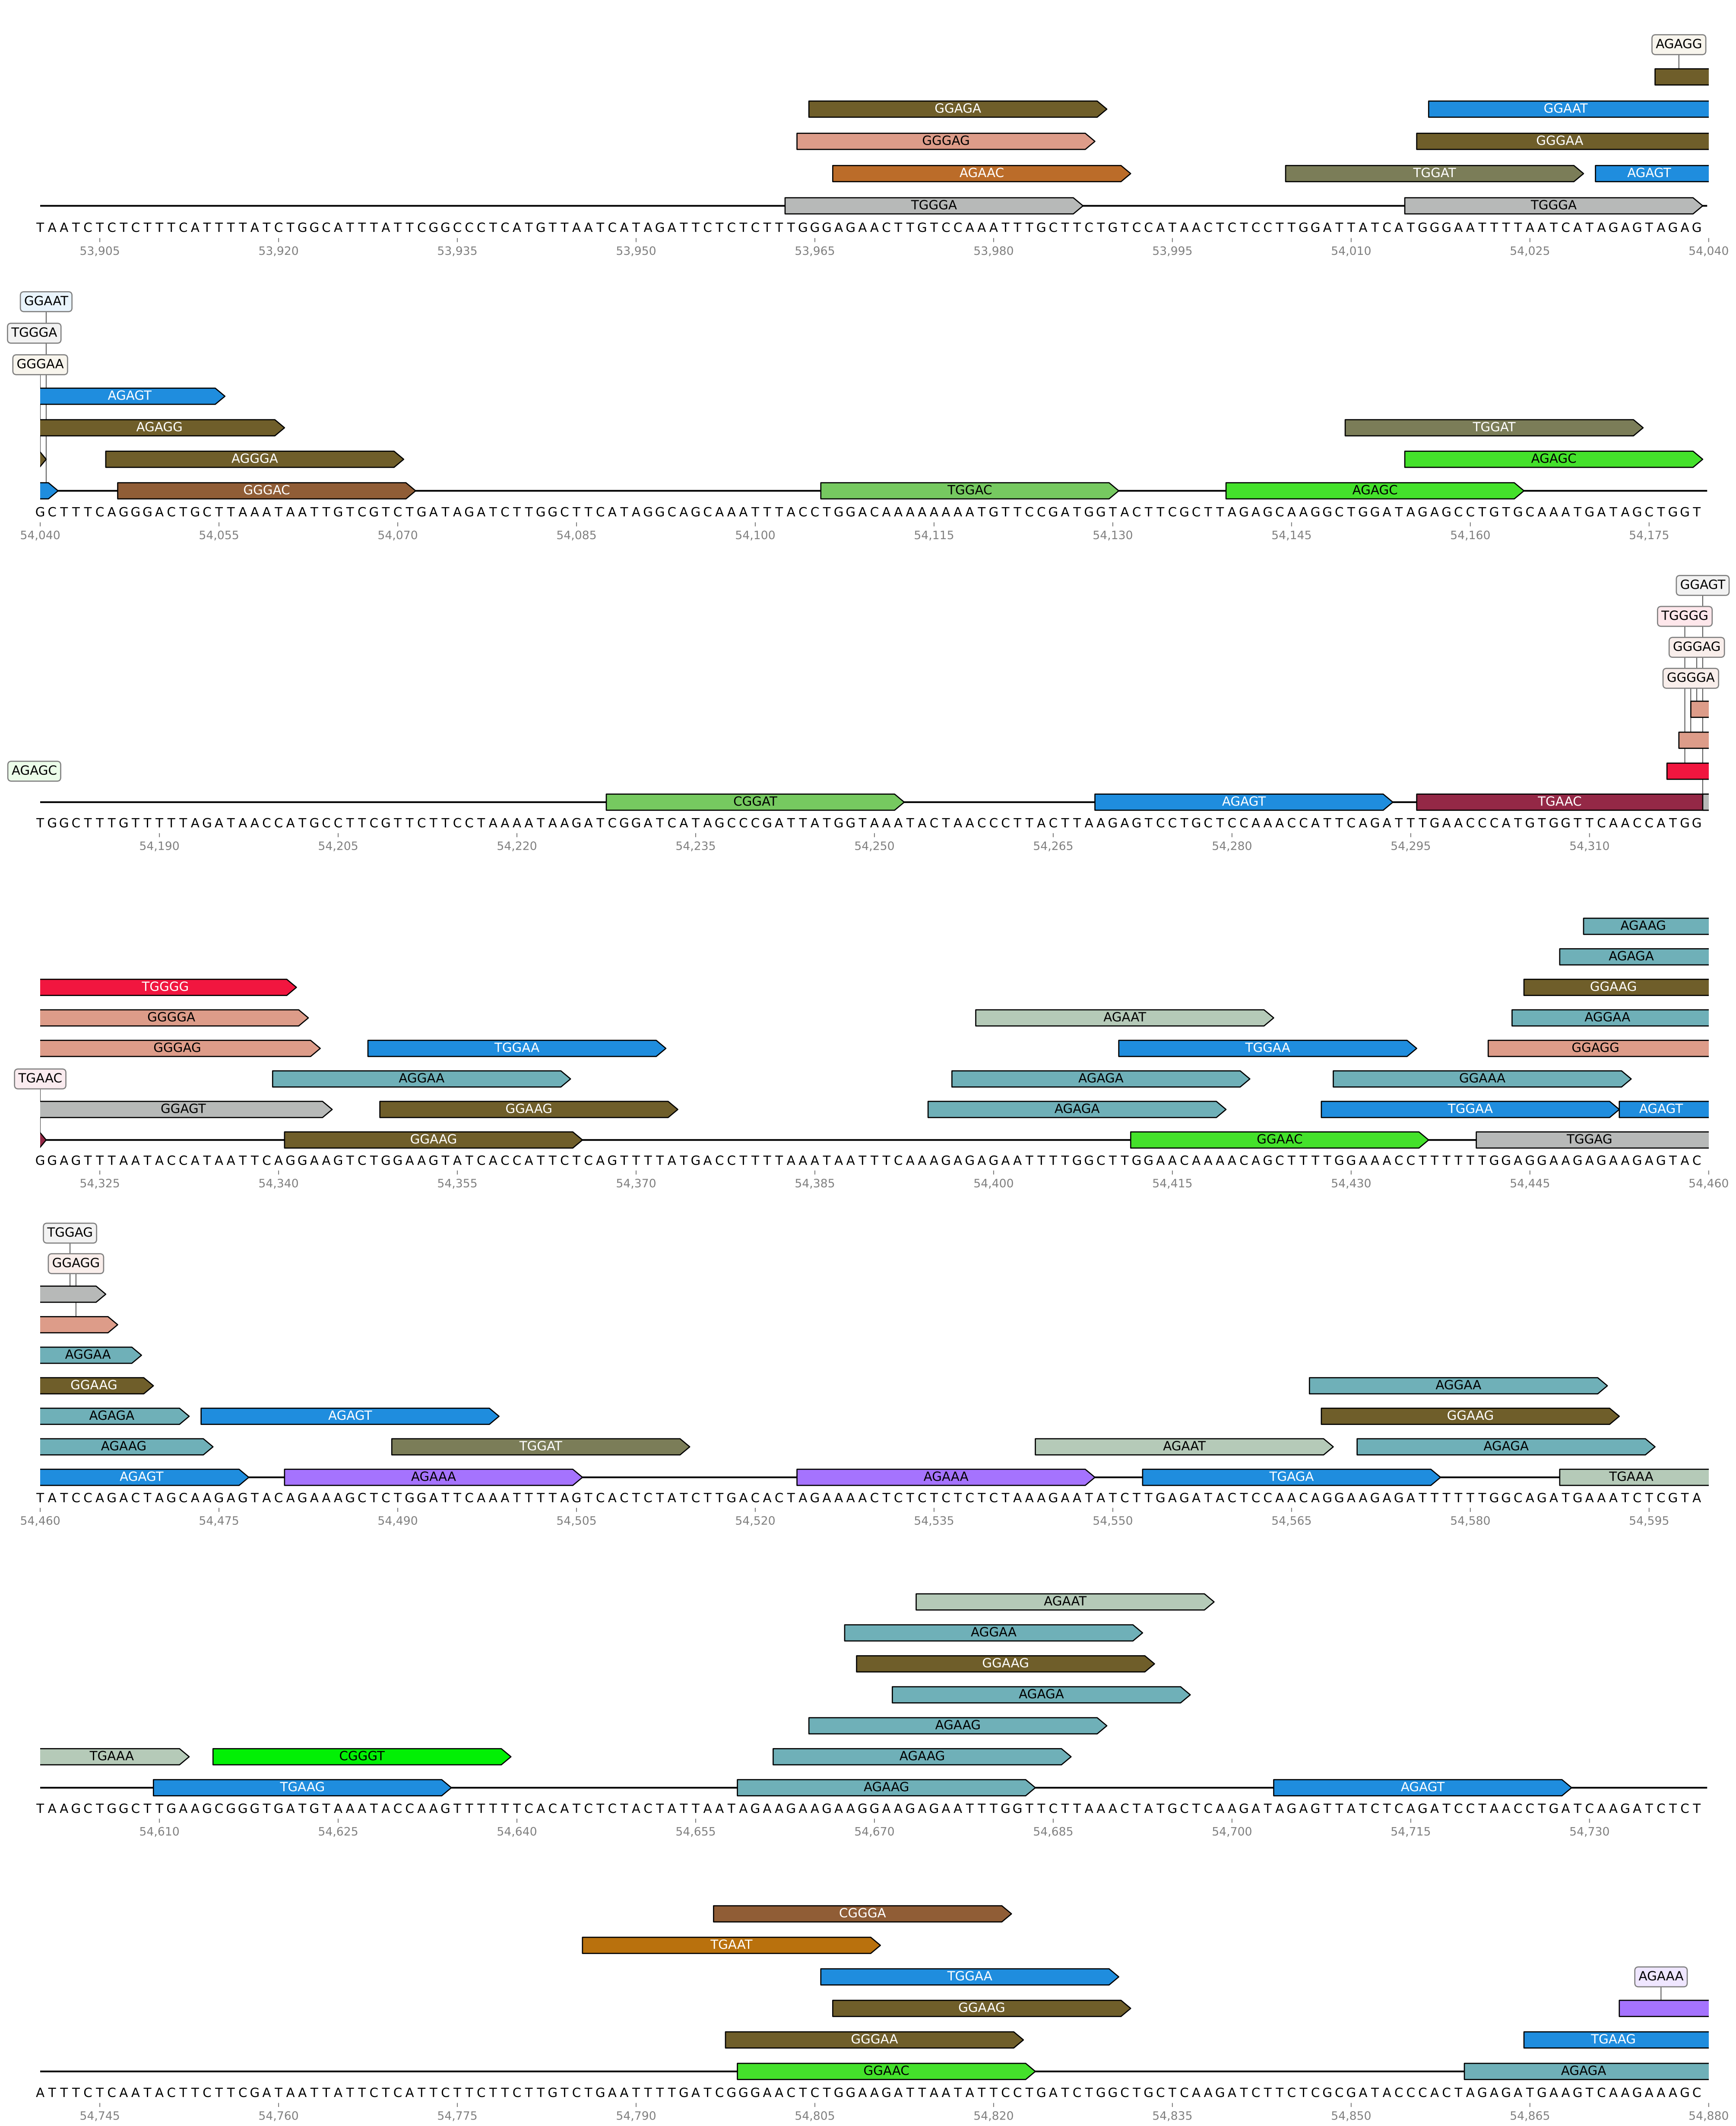 AGAGG
GGAGA GGAAT
GGGAG GGGAA
AGAAC TGGAT AGAGT
TGGGA TGGGA
TAATCTCTCTTTCATTTTATCTGGCATTTATTCGGCCCTCATGTTAATCATAGATTCTCTCTTTGGGAGAACTTGTCCAAATTTGCTTCTGTCCATAACTCTCCTTGGATTATCATGGGAATTTTAATCATAGAGTAGAG
53,905 53,920 53,935 53,950 53,965 53,980 53,995 54,010 54,025 54,040
GGAAT
TGGGA
GGGAA
AGAGT
AGAGG TGGAT
AGGGA AGAGC
GGGAC TGGAC AGAGC
GCTTTCAGGGACTGCTTAAATAATTGTCGTCTGATAGATCTTGGCTTCATAGGCAGCAAATTTACCTGGACAAAAAAAATGTTCCGATGGTACTTCGCTTAGAGCAAGGCTGGATAGAGCCTGTGCAAATGATAGCTGGT
54,040 54,055 54,070 54,085 54,100 54,115 54,130 54,145 54,160 54,175
GGAGT
TGGGG
GGGAG
GGGGA
AGAGC
CGGAT AGAGT TGAAC
TGGCTTTGTTTTTAGATAACCATGCCTTCGTTCTTCCTAAAATAAGATCGGATCATAGCCCGATTATGGTAAATACTAACCCTTACTTAAGAGTCCTGCTCCAAACCATTCAGATTTGAACCCATGTGGTTCAACCATGG
54,190 54,205 54,220 54,235 54,250 54,265 54,280 54,295 54,310
AGAAG
AGAGA
TGGGG GGAAG
GGGGA AGAAT AGGAA
GGGAG TGGAA TGGAA GGAGG
TGAAC AGGAA AGAGA GGAAA
GGAGT GGAAG AGAGA TGGAA AGAGT
GGAAG GGAAC TGGAG
GGAGTTTAATACCATAATTCAGGAAGTCTGGAAGTATCACCATTCTCAGTTTTATGACCTTTTAAATAATTTCAAAGAGAGAATTTTGGCTTGGAACAAAACAGCTTTTGGAAACCTTTTTTGGAGGAAGAGAAGAGTAC
54,325 54,340 54,355 54,370 54,385 54,400 54,415 54,430 54,445 54,460
TGGAG
GGAGG
AGGAA
GGAAG AGGAA
AGAGA AGAGT GGAAG
AGAAG TGGAT AGAAT AGAGA
AGAGT AGAAA AGAAA TGAGA TGAAA
TATCCAGACTAGCAAGAGTACAGAAAGCTCTGGATTCAAATTTTAGTCACTCTATCTTGACACTAGAAAACTCTCTCTCTCTAAAGAATATCTTGAGATACTCCAACAGGAAGAGATTTTTTGGCAGATGAAATCTCGTA
54,460 54,475 54,490 54,505 54,520 54,535 54,550 54,565 54,580 54,595
AGAAT
AGGAA
GGAAG
AGAGA
AGAAG
TGAAA CGGGT AGAAG
TGAAG AGAAG AGAGT
TAAGCTGGCTTGAAGCGGGTGATGTAAATACCAAGTTTTTTCACATCTCTACTATTAATAGAAGAAGAAGGAAGAGAATTTGGTTCTTAAACTATGCTCAAGATAGAGTTATCTCAGATCCTAACCTGATCAAGATCTCT
54,610 54,625 54,640 54,655 54,670 54,685 54,700 54,715 54,730
CGGGA
TGAAT
TGGAA AGAAA
GGAAG
GGGAA TGAAG
GGAAC AGAGA
ATTTCTCAATACTTCTTCGATAATTATTCTCATTCTTCTTCTTGTCTGAATTTTGATCGGGAACTCTGGAAGATTAATATTCCTGATCTGGCTGCTCAAGATCTTCTCGCGATACCCACTAGAGATGAAGTCAAGAAAGC
54,745 54,760 54,775 54,790 54,805 54,820 54,835 54,850 54,865 54,880